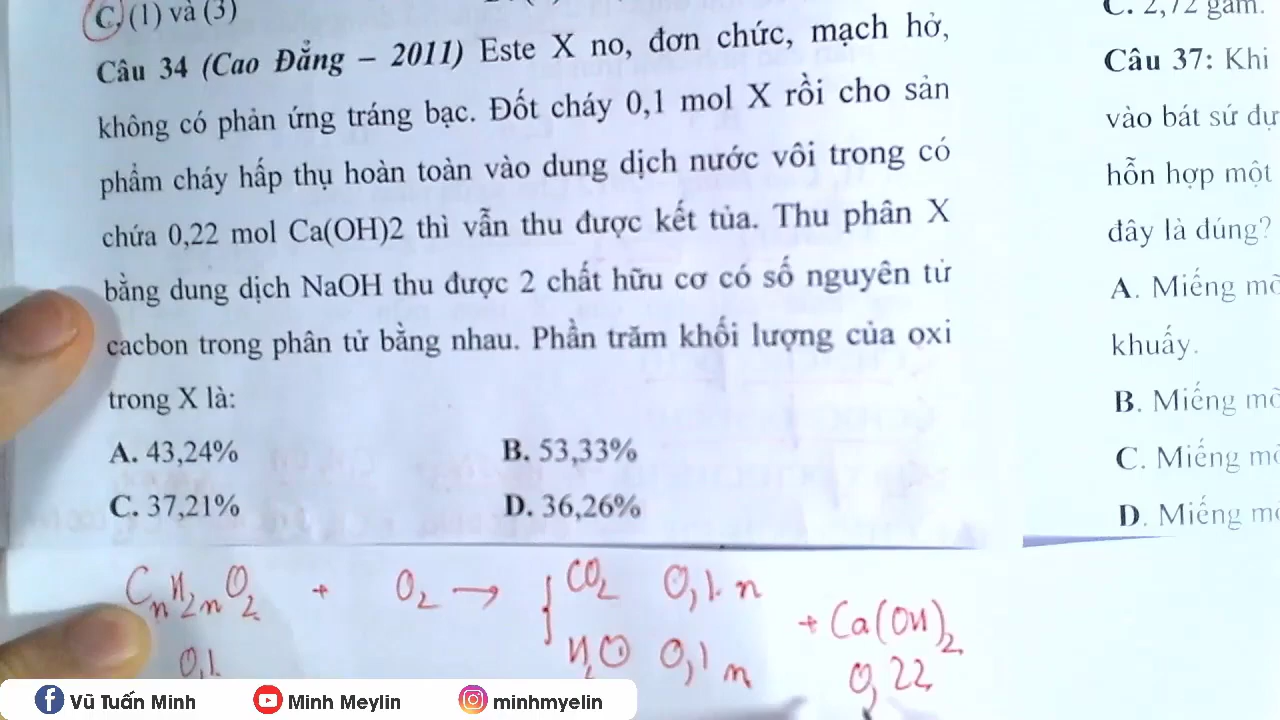 C. (1) và (3)
Câu 34 (Cao Đẳng – 2011) Este X no, đơn chức, mạch hở,
không có phản ứng tráng bạc. Đốt cháy 0,1 mol X rồi cho sản
phẩm cháy hấp thụ hoàn toàn vào dung dịch nước vôi trong có
chứa 0,22 mol Ca(OH)2 thì vẫn thu được kết tủa. Thu phân X
bằng dung dịch NaOH thu được 2 chất hữu cơ có số nguyên tử
cacbon trong phân tử bằng nhau. Phần trăm khối lượng của oxi
trong X là:
A. 43,24% B. 53,33%
C. 37,21% D. 36,26%
C. 2,72 gam.
Câu 37: Khi
vào bát sứ
hỗn hợp một
đây là đúng?
A. Miếng
khuấy.
B. Miếng
C. Miếng
D. Miếng
CnH2nO2 + O2 → { CO2 0,1.n
H2O 0,1n
+ Ca(OH)2
0,1 0,22
Vũ Tuấn Minh Minh Meylin minhmyelin